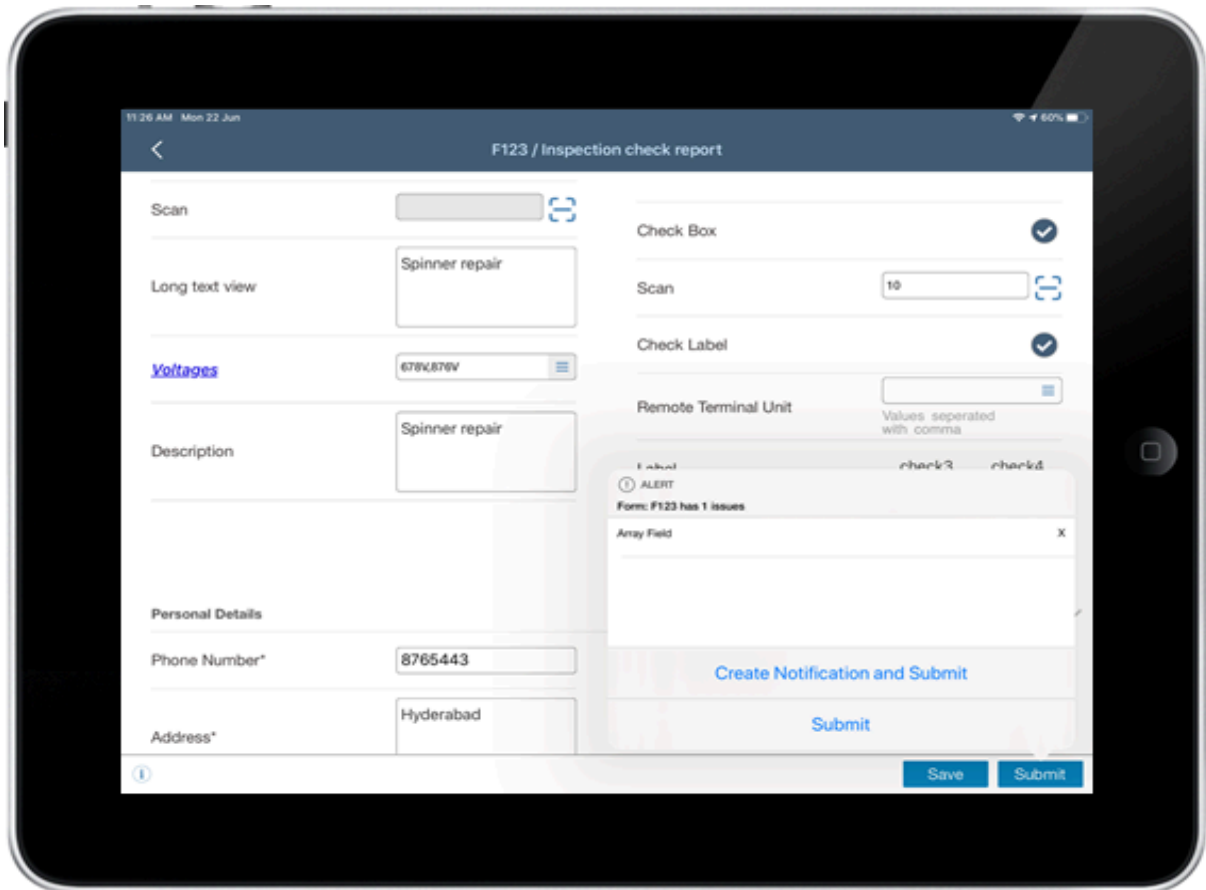 11:26 AM Mon 22 Jun
60%
F123 / Inspection check report
Scan
Long text view
Spinner repair
Voltages
678V,876V
Description
Spinner repair
Personal Details
Phone Number*
8765443
Address*
Hyderabad
Check Box
Scan
10
Check Label
Remote Terminal Unit
Values seperated
with comma
Label
check3 check4
ALERT
Form: F123 has 1 issues
Array Field X
Create Notification and Submit
Submit
Save Submit